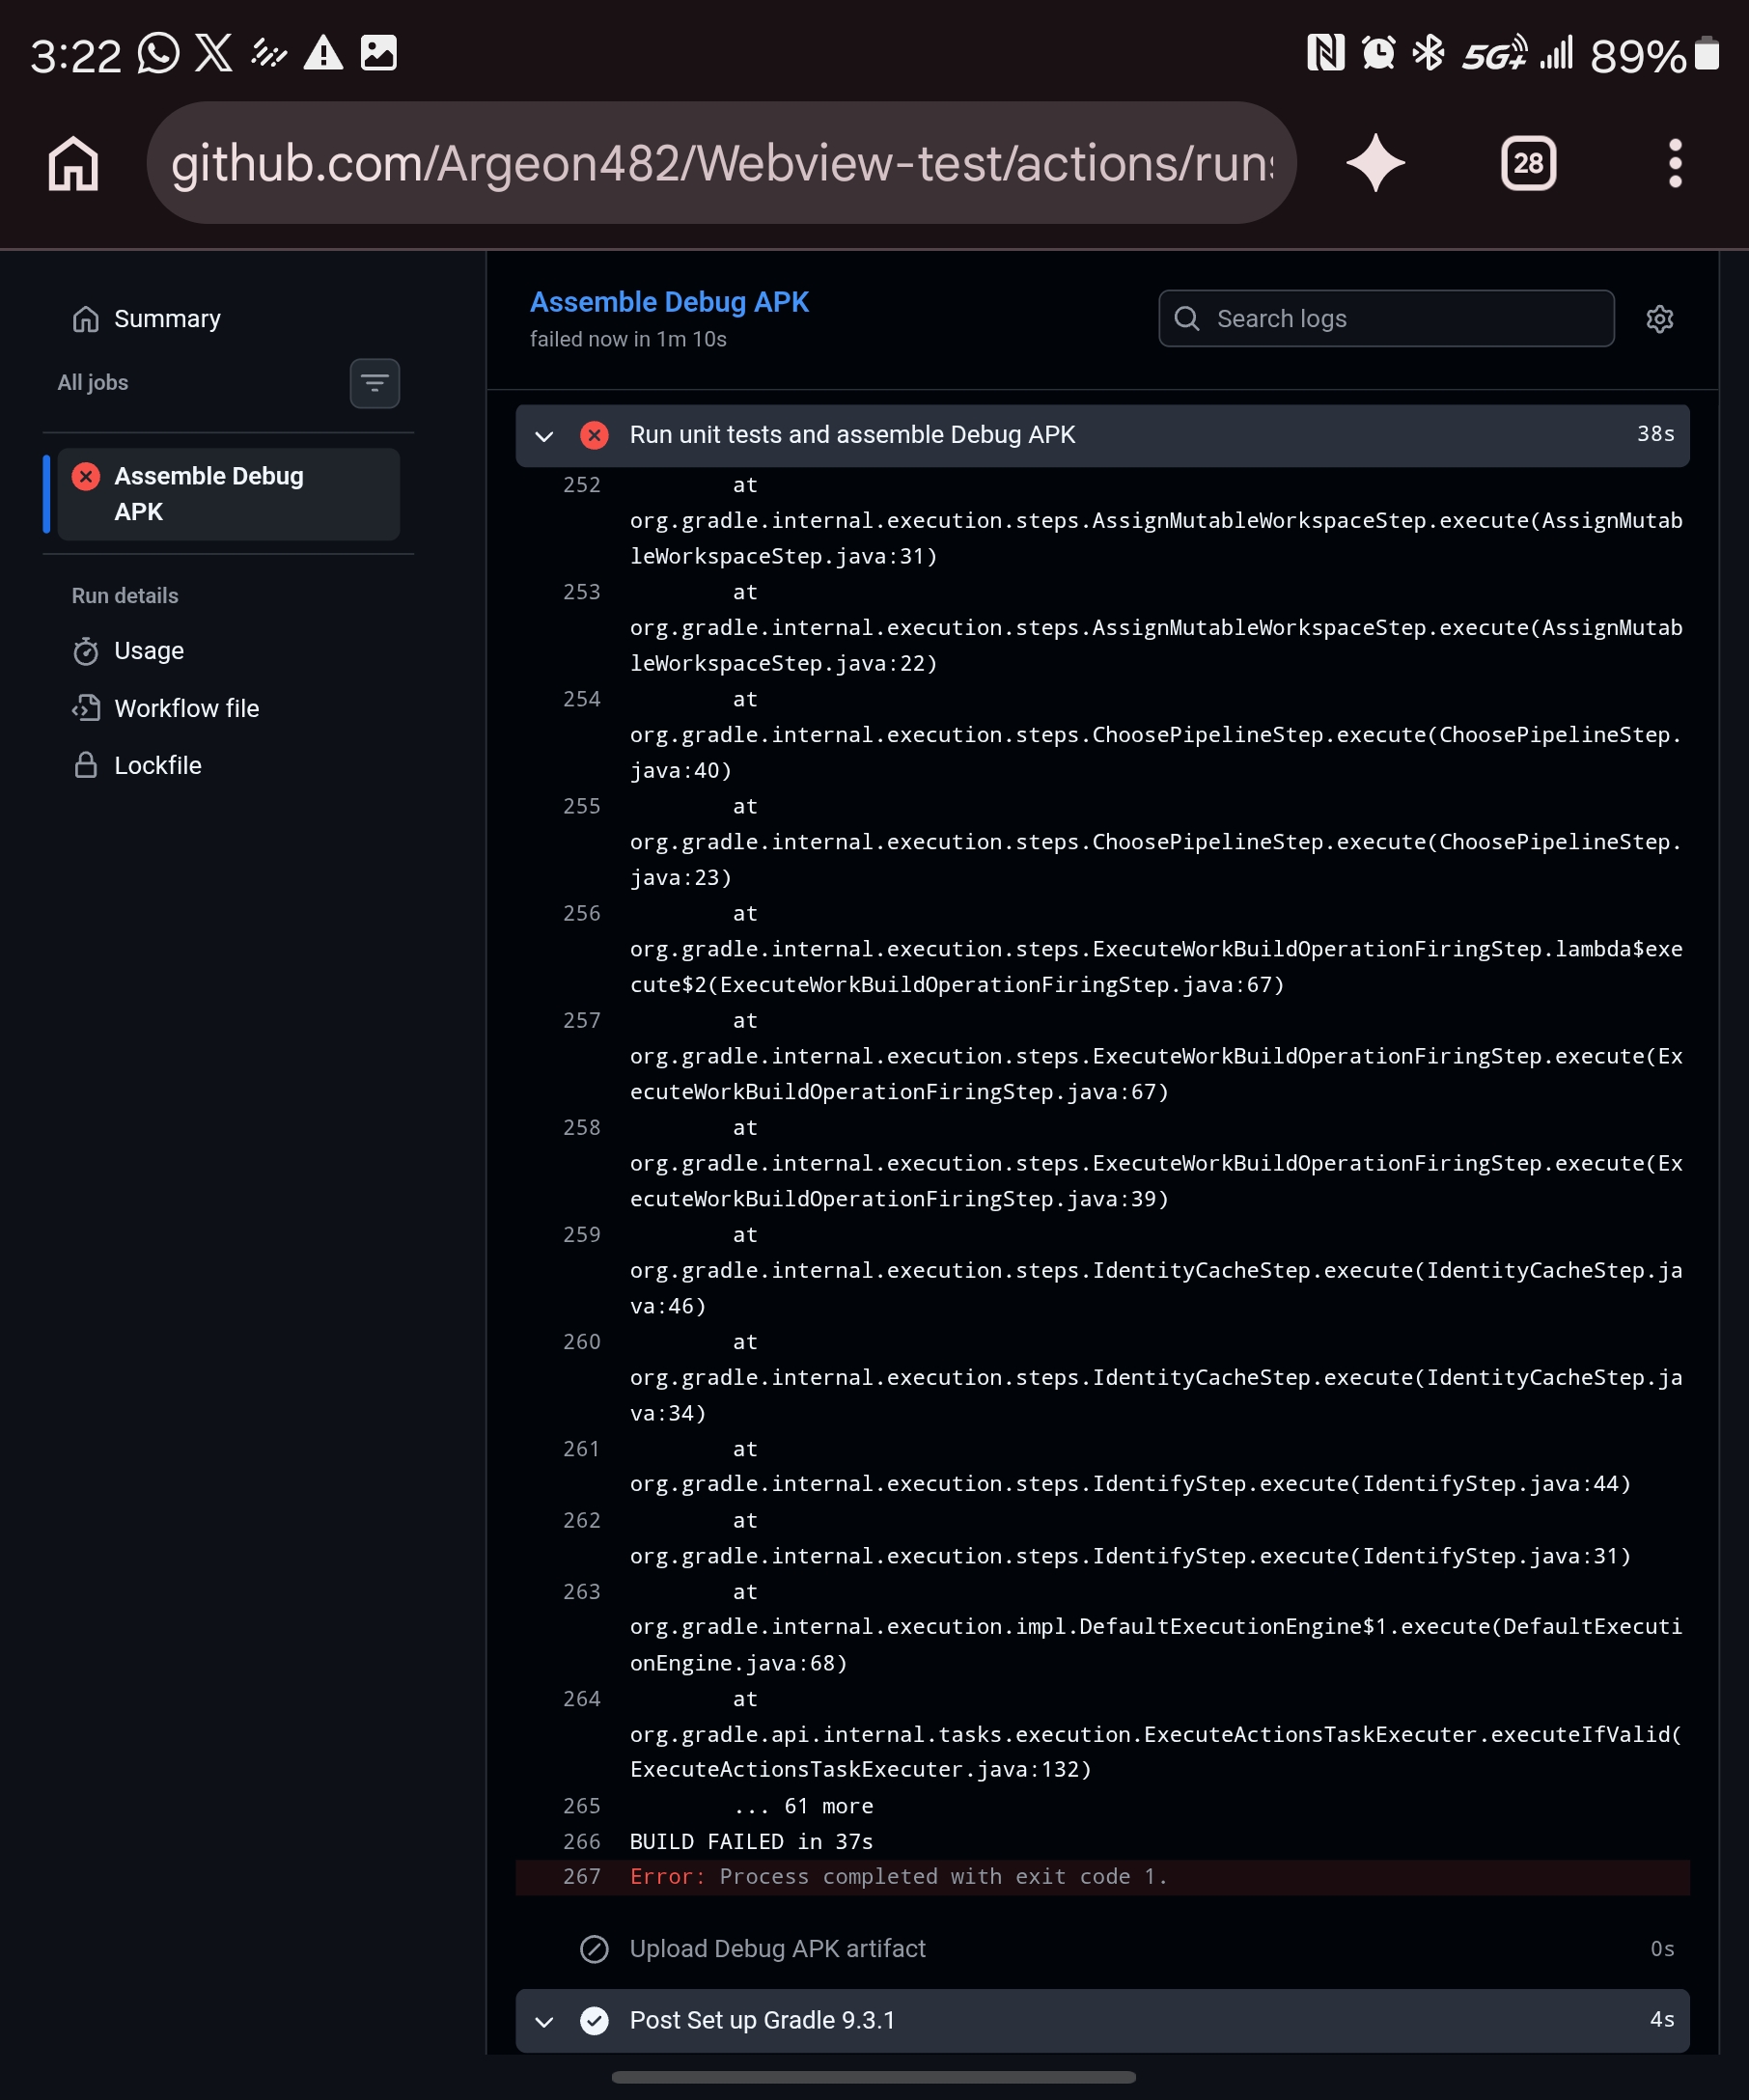 3:22
5G+
89%
github.com/Argeon482/Webview-test/actions/run
28
Summary
All jobs
Assemble Debug
APK
Run details
Usage
Workflow file
Lockfile
Assemble Debug APK
failed now in 1m 10s
Search logs
Run unit tests and assemble Debug APK 38s
252 at
org.gradle.internal.execution.steps.AssignMutableWorkspaceStep.execute(AssignMutab
leWorkspaceStep.java:31)
253 at
org.gradle.internal.execution.steps.AssignMutableWorkspaceStep.execute(AssignMutab
leWorkspaceStep.java:22)
254 at
org.gradle.internal.execution.steps.ChoosePipelineStep.execute(ChoosePipelineStep.
java:40)
255 at
org.gradle.internal.execution.steps.ChoosePipelineStep.execute(ChoosePipelineStep.
java:23)
256 at
org.gradle.internal.execution.steps.ExecuteWorkBuildOperationFiringStep.lambda$exe
cute$2(ExecuteWorkBuildOperationFiringStep.java:67)
257 at
org.gradle.internal.execution.steps.ExecuteWorkBuildOperationFiringStep.execute(Ex
ecuteWorkBuildOperationFiringStep.java:67)
258 at
org.gradle.internal.execution.steps.ExecuteWorkBuildOperationFiringStep.execute(Ex
ecuteWorkBuildOperationFiringStep.java:39)
259 at
org.gradle.internal.execution.steps.IdentityCacheStep.execute(IdentityCacheStep.ja
va:46)
260 at
org.gradle.internal.execution.steps.IdentityCacheStep.execute(IdentityCacheStep.ja
va:34)
261 at
org.gradle.internal.execution.steps.IdentifyStep.execute(IdentifyStep.java:44)
262 at
org.gradle.internal.execution.steps.IdentifyStep.execute(IdentifyStep.java:31)
263 at
org.gradle.internal.execution.impl.DefaultExecutionEngine$1.execute(DefaultExecuti
onEngine.java:68)
264 at
org.gradle.api.internal.tasks.execution.ExecuteActionsTaskExecuter.executeIfValid(
ExecuteActionsTaskExecuter.java:132)
265 ... 61 more
266 BUILD FAILED in 37s
267 Error: Process completed with exit code 1.
Upload Debug APK artifact 0s
Post Set up Gradle 9.3.1 4s